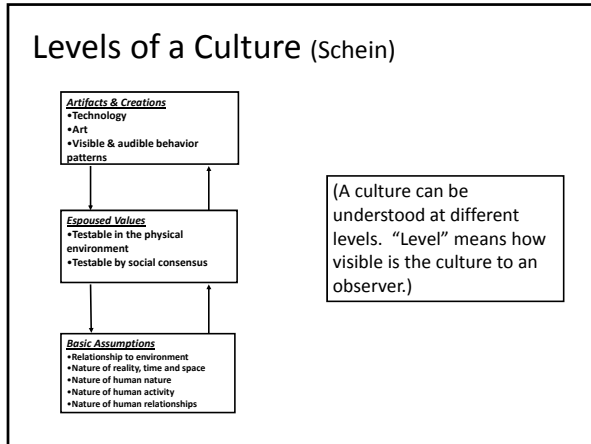 Levels of a Culture (Schein)
Artifacts & Creations
•Technology
•Art
•Visible & audible behavior
patterns
Espoused Values
•Testable in the physical
environment
•Testable by social consensus
Basic Assumptions
•Relationship to environment
•Nature of reality, time and space
•Nature of human nature
•Nature of human activity
•Nature of human relationships
(A culture can be
understood at different
levels. “Level” means how
visible is the culture to an
observer.)